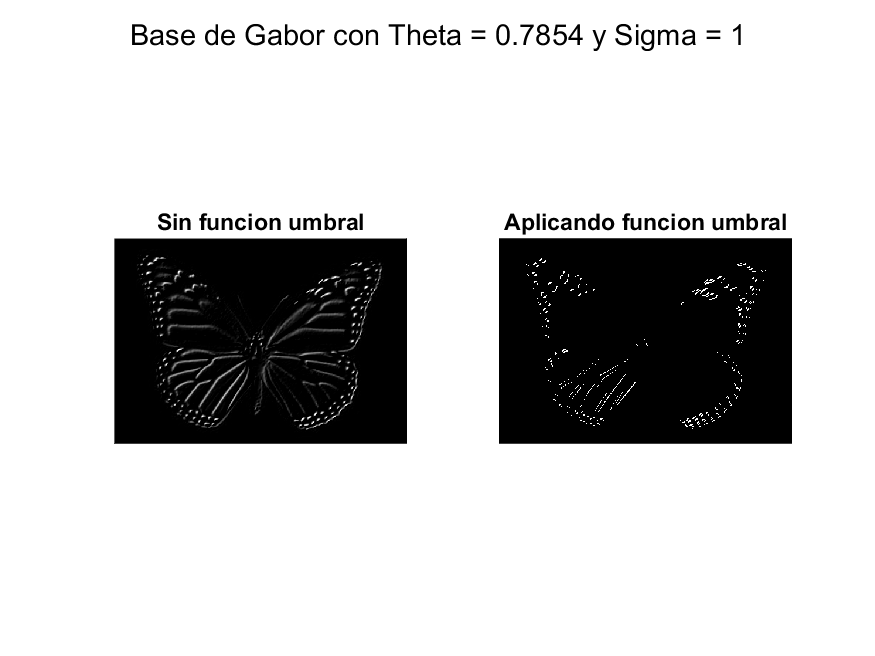 Base de Gabor con Theta = 0.7854 y Sigma = 1
Sin funcion umbral
Aplicando funcion umbral